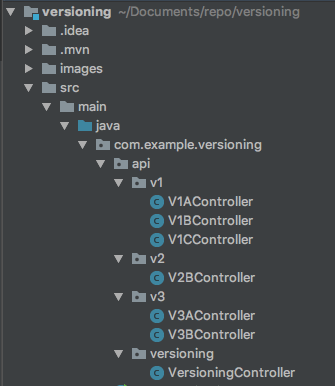 versioning ~/Documents/repo/versioning
.idea
.mvn
images
src
main
java
com.example.versioning
api
v1
V1AController
V1BController
V1CController
v2
V2BController
v3
V3AController
V3BController
versioning
VersioningController